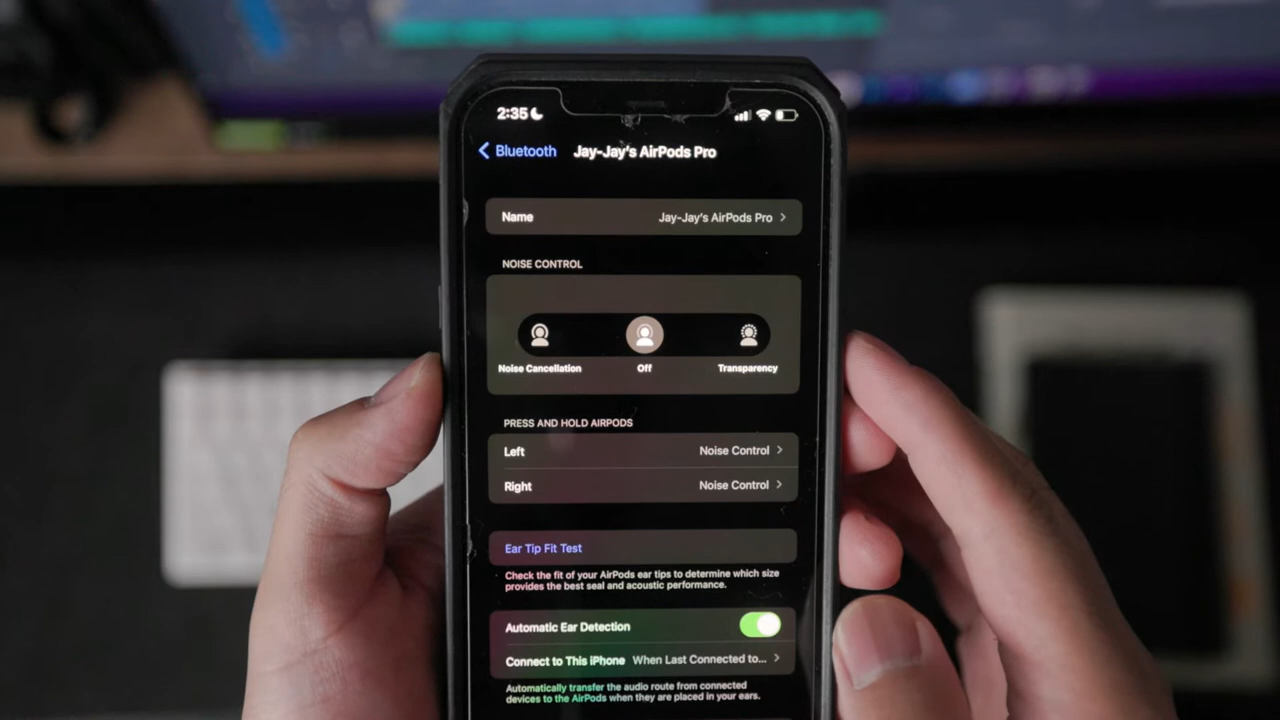 2:35
Bluetooth Jay-Jay's AirPods Pro
Name Jay-Jay's AirPods Pro
NOISE CONTROL
Noise Cancellation Off Transparency
PRESS AND HOLD AIRPODS
Left Noise Control
Right Noise Control
Ear Tip Fit Test
Check the fit of your AirPods ear tips to determine which size
provides the best seal and acoustic performance.
Automatic Ear Detection
Connect to This iPhone When Last Connected to...
Automatically transfer the audio route from connected
devices to the AirPods when they are placed in your ears.